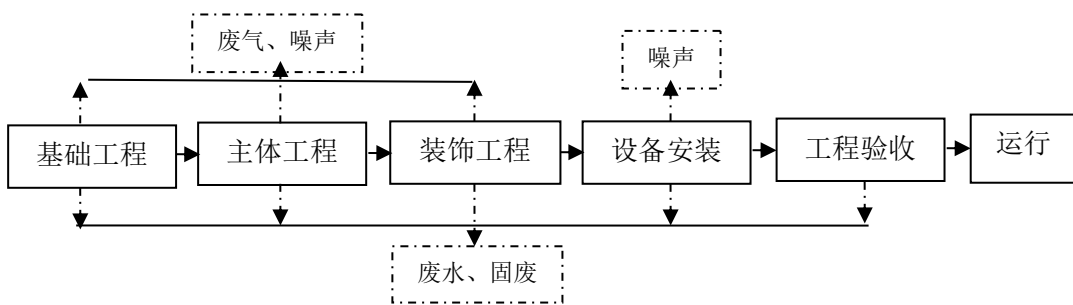 废气、噪声
噪声
基础工程
主体工程
装饰工程
设备安装
工程验收
运行
废水、固废